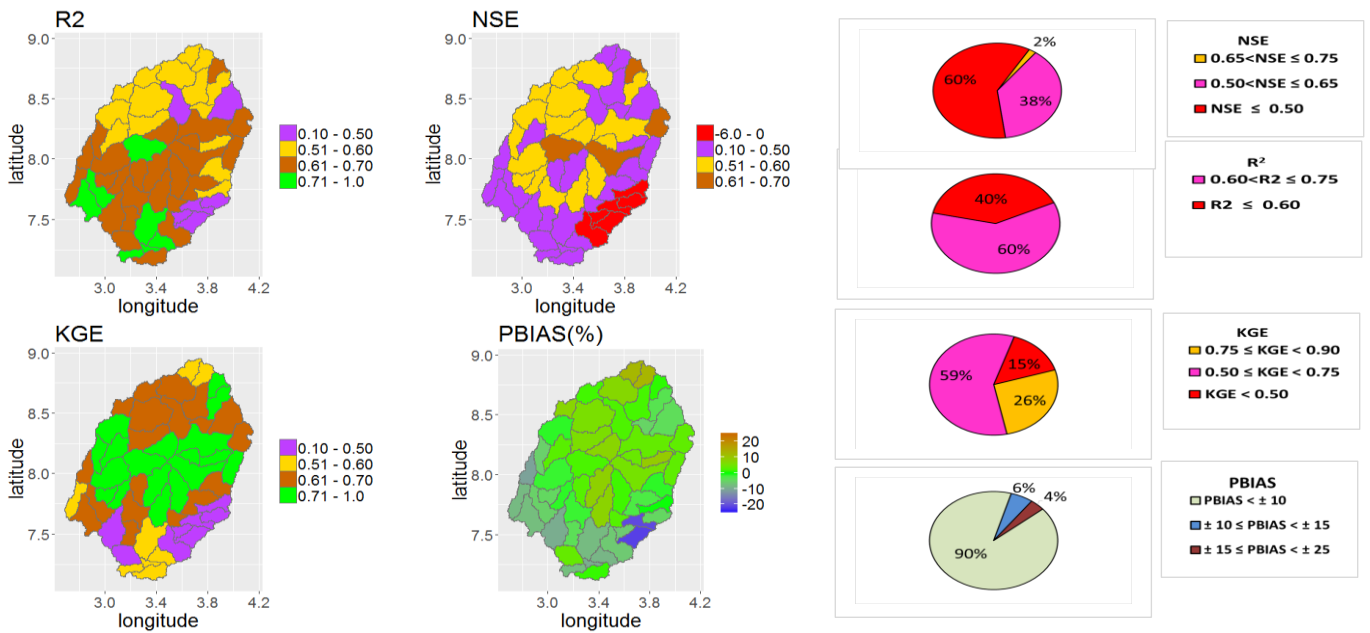 R2
9.0
8.5
8.0
7.5
latitude
3.0 3.4 3.8 4.2
longitude
0.10 - 0.50
0.51 - 0.60
0.61 - 0.70
0.71 - 1.0
NSE
9.0
8.5
8.0
7.5
latitude
3.0 3.4 3.8 4.2
longitude
-6.0 - 0
0.10 - 0.50
0.51 - 0.60
0.61 - 0.70
KGE
9.0
8.5
8.0
7.5
latitude
3.0 3.4 3.8 4.2
longitude
0.10 - 0.50
0.51 - 0.60
0.61 - 0.70
0.71 - 1.0
PBIAS(%)
9.0
8.5
8.0
7.5
latitude
3.0 3.4 3.8 4.2
longitude
20
10
0
-10
-20
2%
60%
38%
NSE
0.65<NSE ≤ 0.75
0.50<NSE ≤ 0.65
NSE ≤ 0.50
40%
60%
R²
0.60<R2 ≤ 0.75
R2 ≤ 0.60
59%
15%
26%
KGE
0.75 ≤ KGE < 0.90
0.50 ≤ KGE < 0.75
KGE < 0.50
6%
4%
90%
PBIAS
PBIAS < ± 10
± 10 ≤ PBIAS < ± 15
± 15 ≤ PBIAS < ± 25